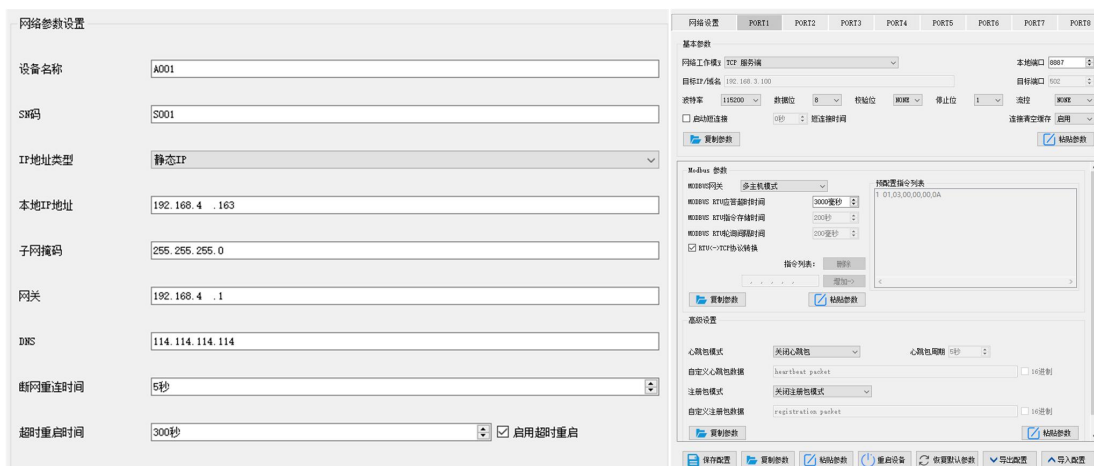 网络参数设置
设备名称 A001
SN码 S001
IP地址类型 静态IP
本地IP地址 192.168.4 .163
子网掩码 255.255.255.0
网关 192.168.4 .1
DNS 114.114.114.114
断网重连时间 5秒
超时重启时间 300秒 启用超时重启
网络设置 PORT1 PORT2 PORT3 PORT4 PORT5 PORT6 PORT7 PORT8
基本参数
网络工作模式 TCP 服务端 本地端口 8887
目标IP/域名 192.168.3.100 目标端口 502
波特率 115200 数据位 8 校验位 NONE 停止位 1 流控 NONE
启动短连接 0秒 短连接时间 连接清空缓存 启用
复制参数 粘贴参数
Modbus 参数
MODBUS网关 多主机模式 预配置指令列表
MODBUS RTU应答超时时间 3000毫秒 1 01,03,00,00,00,0A
MODBUS RTU指令存储时间 200秒
MODBUS RTU轮询间隔时间 200毫秒
RTU<->TCP协议转换
指令列表: 删除
. . . . . 增加->
复制参数 粘贴参数
高级设置
心跳包模式 关闭心跳包 心跳包周期 5秒
自定义心跳包数据 heartbeat packet 16进制
注册包模式 关闭注册包模式
自定义注册包数据 registration packet 16进制
复制参数 粘贴参数
保存配置 复制参数 粘贴参数 重启设备 恢复默认参数 导出配置 导入配置